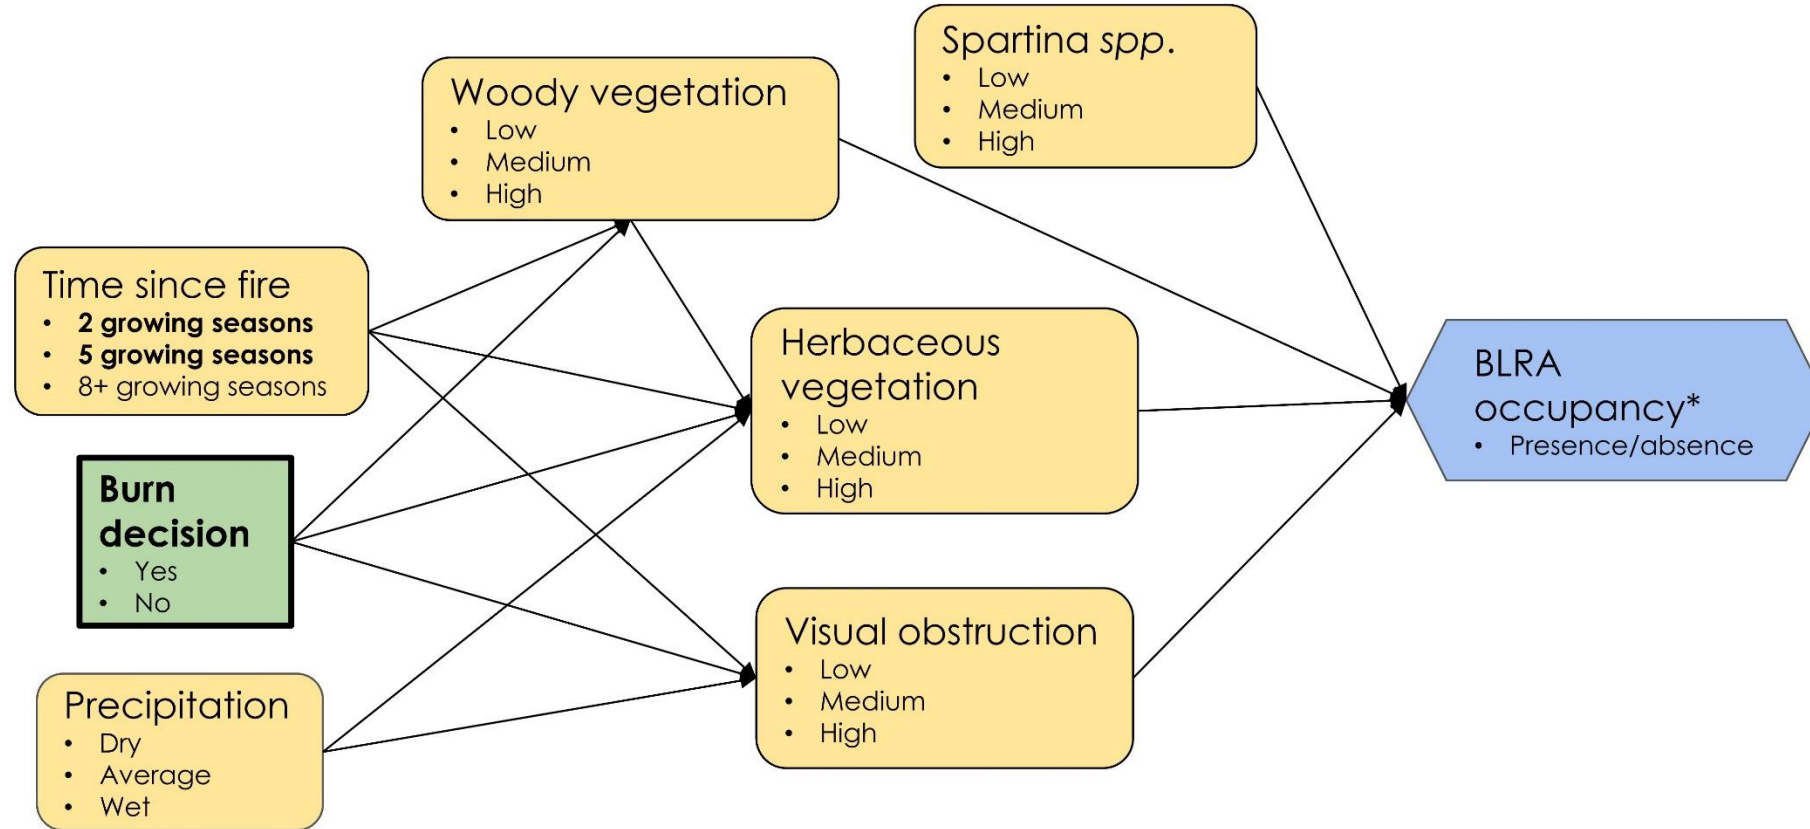 Spartina spp.
• Low
• Medium
• High
Woody vegetation
• Low
• Medium
• High
Time since fire
• 2 growing seasons
• 5 growing seasons
• 8+ growing seasons
Herbaceous
vegetation
• Low
• Medium
• High
BLRA
occupancy*
• Presence/absence
Burn
decision
• Yes
• No
Visual obstruction
• Low
• Medium
• High
Precipitation
• Dry
• Average
• Wet